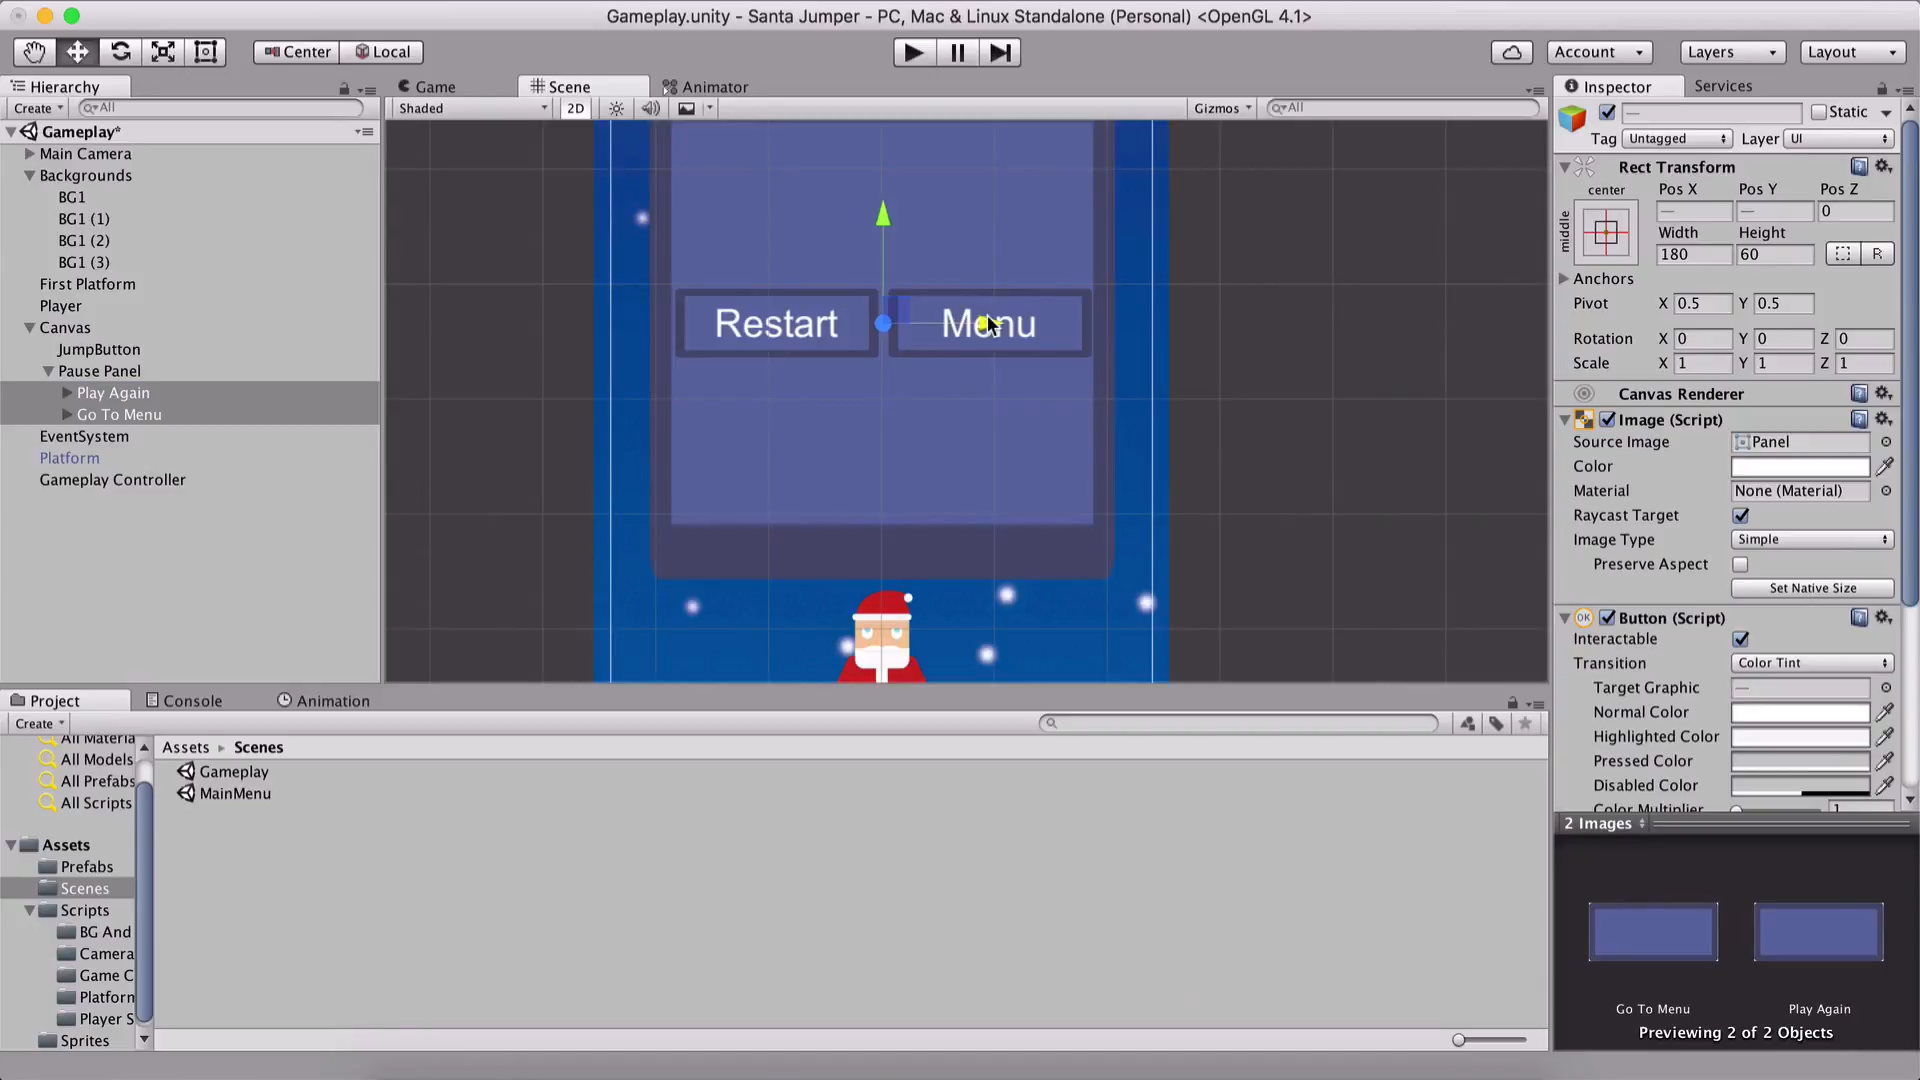 Gameplay.unity - Santa Jumper - PC, Mac & Linux Standalone (Personal) <OpenGL 4.1>
Center Local Account Layers Layout
Hierarchy Game Scene Animator Inspector Services
Create All Shaded 2D Gizmos All — Static
Gameplay*
Tag Untagged Layer UI
Main Camera
Backgrounds
BG1
BG1 (1)
BG1 (2)
BG1 (3)
First Platform
Player
Canvas
JumpButton
Pause Panel
Play Again
Go To Menu
EventSystem
Platform
Gameplay Controller
Restart Menu
Rect Transform
center Pos X Pos Y Pos Z
middle — — 0
Width Height
180 60 R
Anchors
Pivot X 0.5 Y 0.5
Rotation X 0 Y 0 Z 0
Scale X 1 Y 1 Z 1
Canvas Renderer
Image (Script)
Source Image Panel
Color
Material None (Material)
Raycast Target
Image Type Simple
Preserve Aspect
Set Native Size
OK Button (Script)
Interactable
Transition Color Tint
Target Graphic —
Normal Color
Highlighted Color
Pressed Color
Disabled Color
Color Multiplier 1
Project Console Animation
Create
All Materia
All Models
All Prefabs
All Scripts
Assets
Prefabs
Scenes
Scripts
BG And
Camera
Game C
Platforn
Player S
Sprites
Assets Scenes
Gameplay
MainMenu
2 Images
Go To Menu Play Again
Previewing 2 of 2 Objects